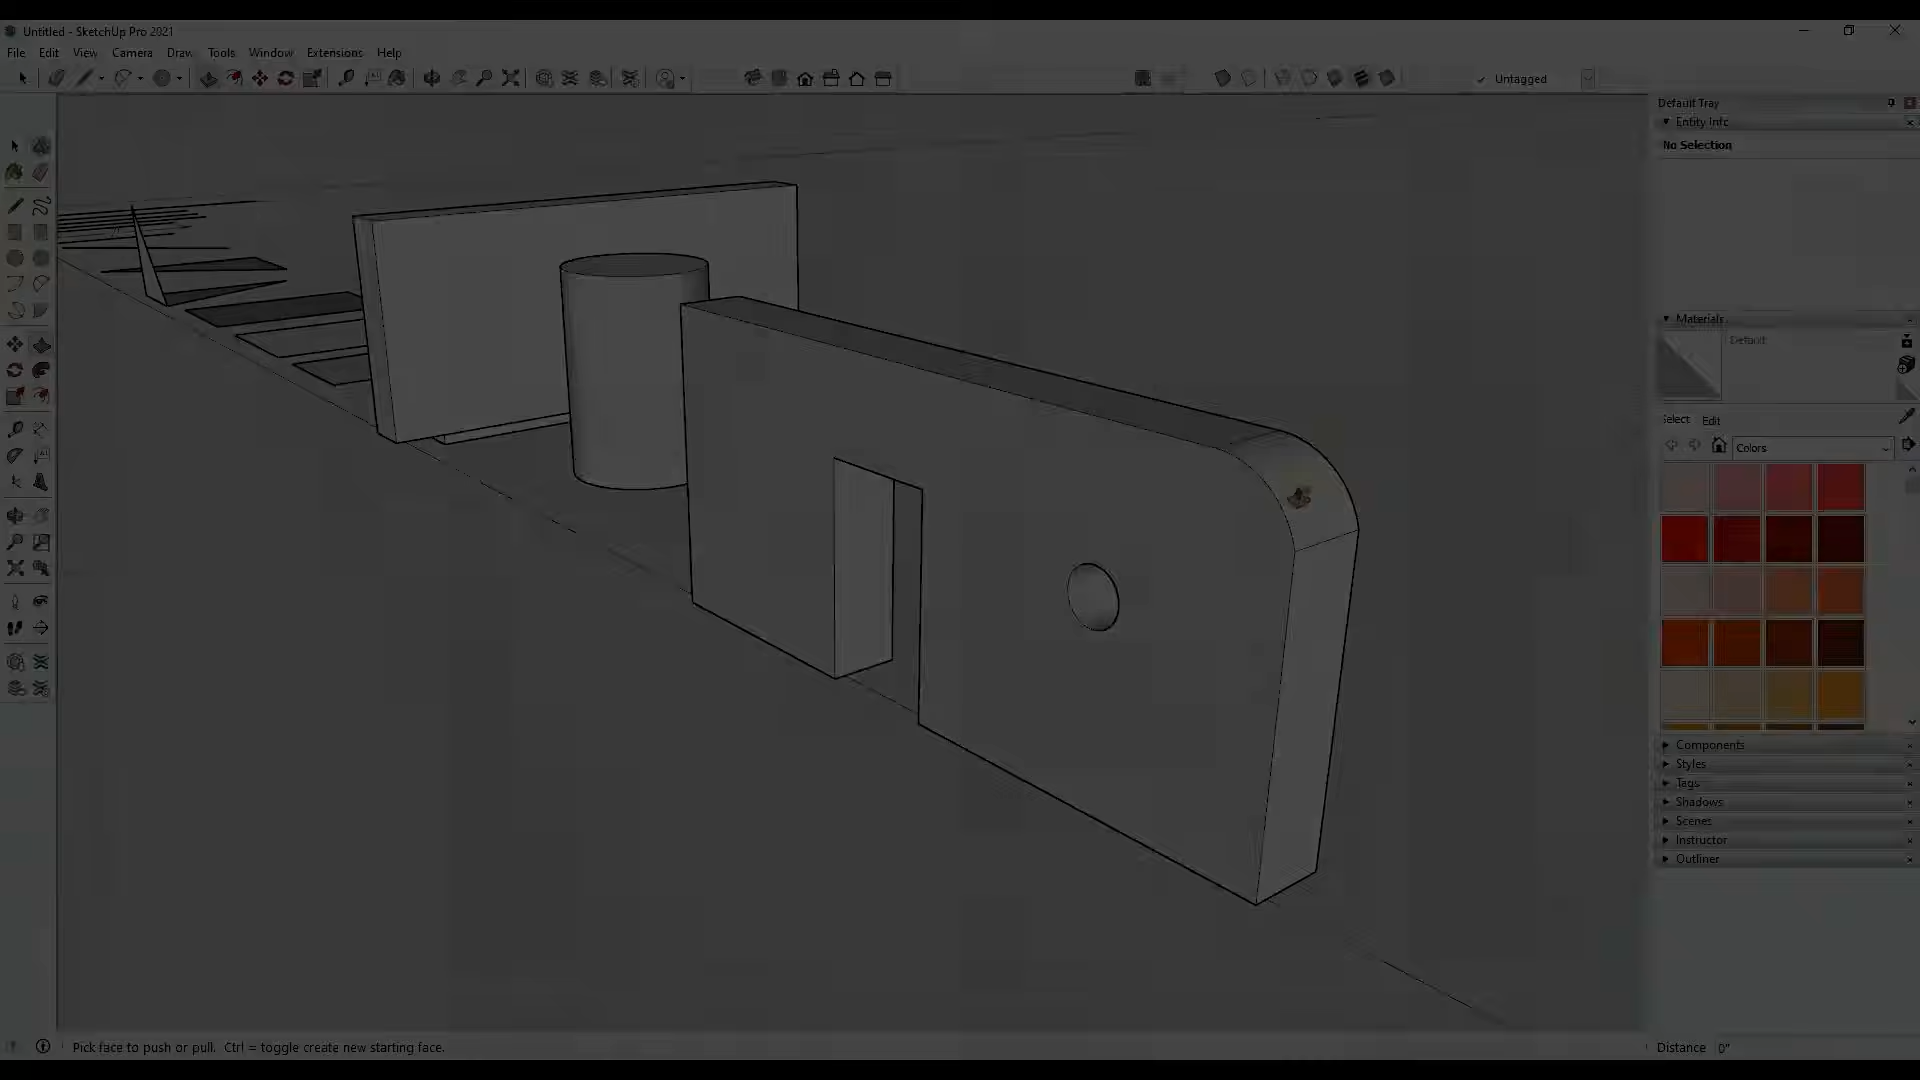 Untitled - SketchUp Pro 2021
File Edit View Camera Draw Tools Window Extensions Help
Untagged
Default Tray
Entity Info
No Selection
Materials
Default
Select Edit
Colors
Components
Styles
Tags
Shadows
Scenes
Instructor
Outliner
Pick face to push or pull. Ctrl = toggle create new starting face.
Distance 0"